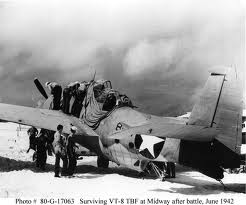 Photo # 80-G-17063   Surviving VT-8 TBF at Midway after battle, June 1942